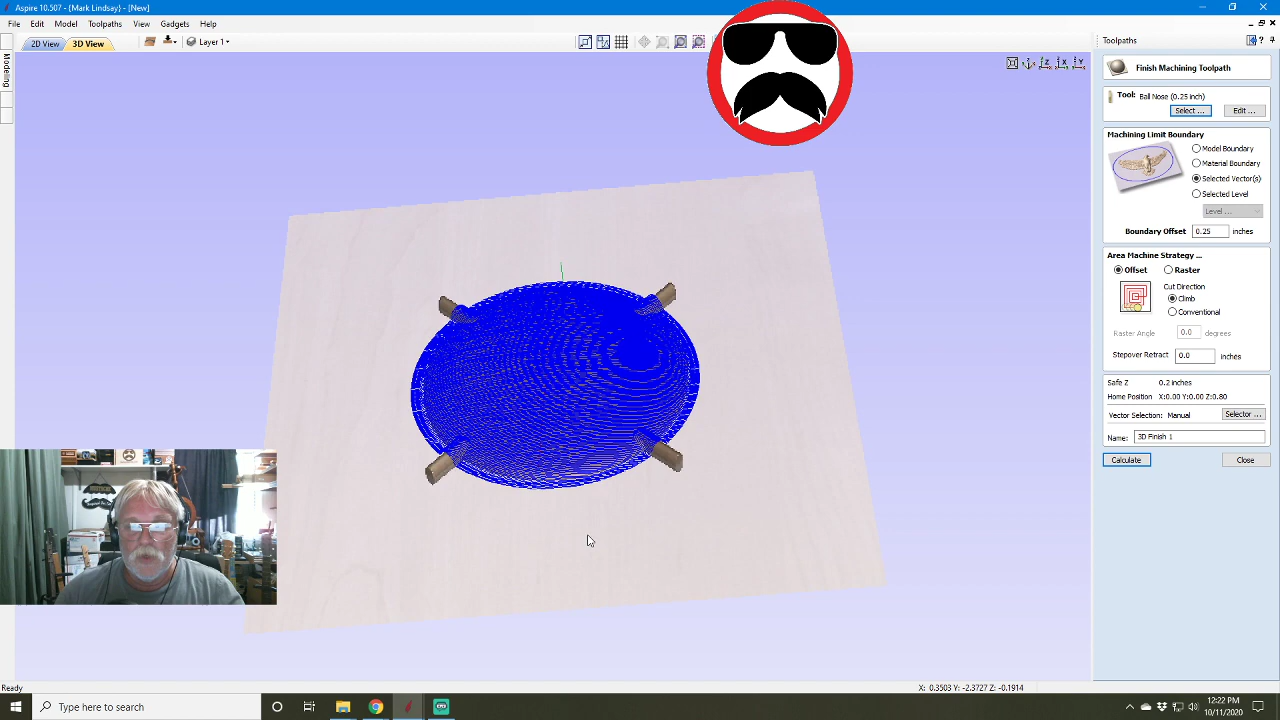 Aspire 10.507 - {Mark Lindsay} - [New]
File Edit Model Toolpaths View Gadgets Help
2D View 3D View Layer 1
Modeling
Toolpaths
Finish Machining Toolpath
Tool: Ball Nose (0.25 inch)
Select ... Edit ...
Machining Limit Boundary
Model Boundary
Material Boundary
Selected Vector(s)
Selected Level
Level ...
Boundary Offset 0.25 inches
Area Machine Strategy ...
Offset Raster
Cut Direction
Climb
Conventional
Raster Angle 0.0 degrees
Stepover Retract 0.0 inches
Safe Z 0.2 inches
Home Position X:0.00 Y:0.00 Z:0.80
Vector Selection: Manual Selector ...
Name: 3D Finish 1
Calculate Close
Ready X: 0.3503 Y: -2.3727 Z: -0.1914
Type here to search
12:22 PM
10/11/2020